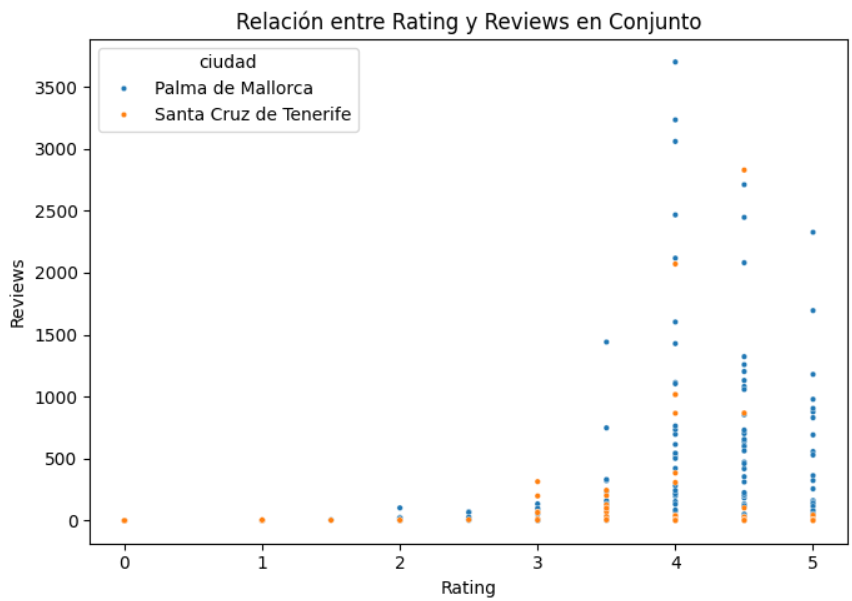 Relación entre Rating y Reviews en Conjunto
ciudad
Palma de Mallorca
Santa Cruz de Tenerife
3500
3000
2500
2000
1500
1000
500
0
Reviews
0 1 2 3 4 5
Rating